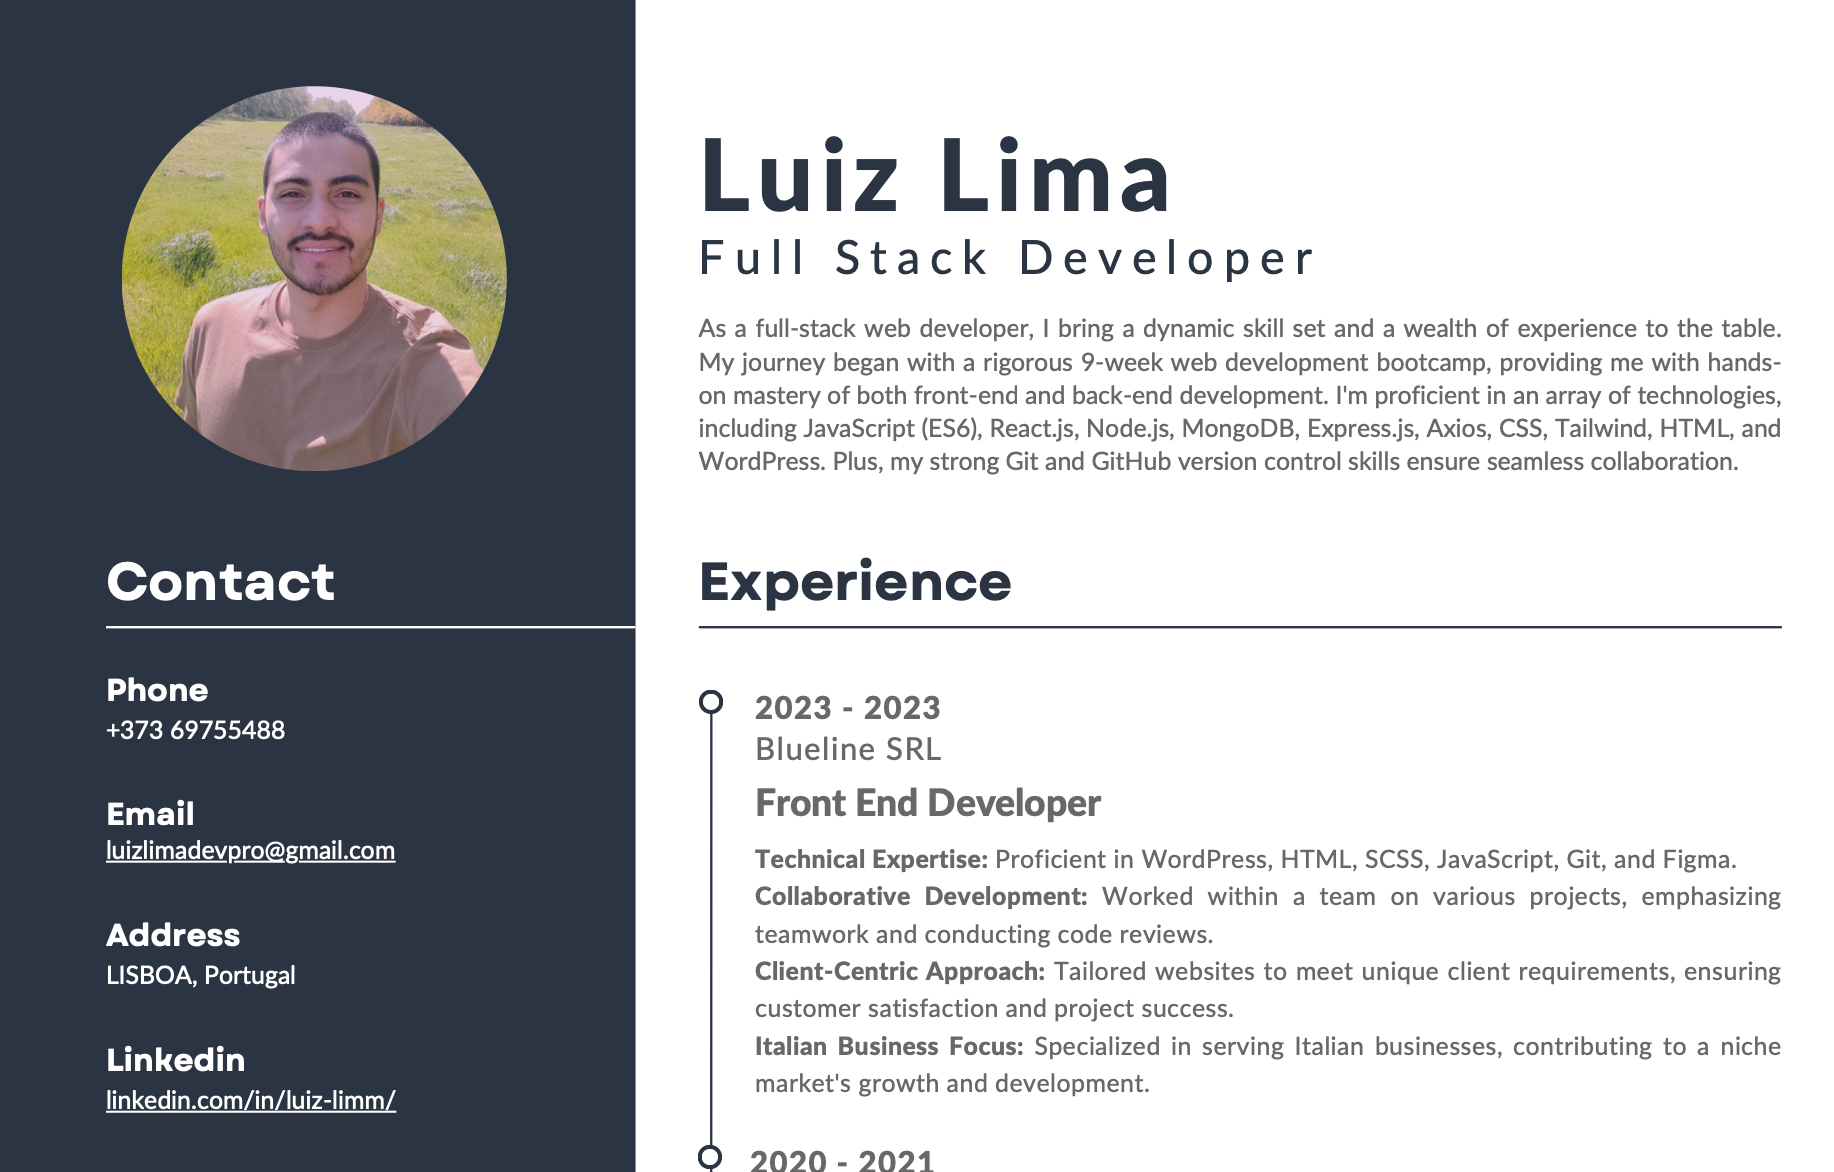 Luiz Lima
Full Stack Developer
As a full-stack web developer, I bring a dynamic skill set and a wealth of experience to the table.
My journey began with a rigorous 9-week web development bootcamp, providing me with hands-
on mastery of both front-end and back-end development. I'm proficient in an array of technologies,
including JavaScript (ES6), React.js, Node.js, MongoDB, Express.js, Axios, CSS, Tailwind, HTML, and
WordPress. Plus, my strong Git and GitHub version control skills ensure seamless collaboration.
Contact
Phone
+373 69755488
Email
luizlimadevpro@gmail.com
Address
LISBOA, Portugal
Linkedin
linkedin.com/in/luiz-limm/
Experience
2023 - 2023
Blueline SRL
Front End Developer
Technical Expertise: Proficient in WordPress, HTML, SCSS, JavaScript, Git, and Figma.
Collaborative Development: Worked within a team on various projects, emphasizing
teamwork and conducting code reviews.
Client-Centric Approach: Tailored websites to meet unique client requirements, ensuring
customer satisfaction and project success.
Italian Business Focus: Specialized in serving Italian businesses, contributing to a niche
market's growth and development.
2020 - 2021